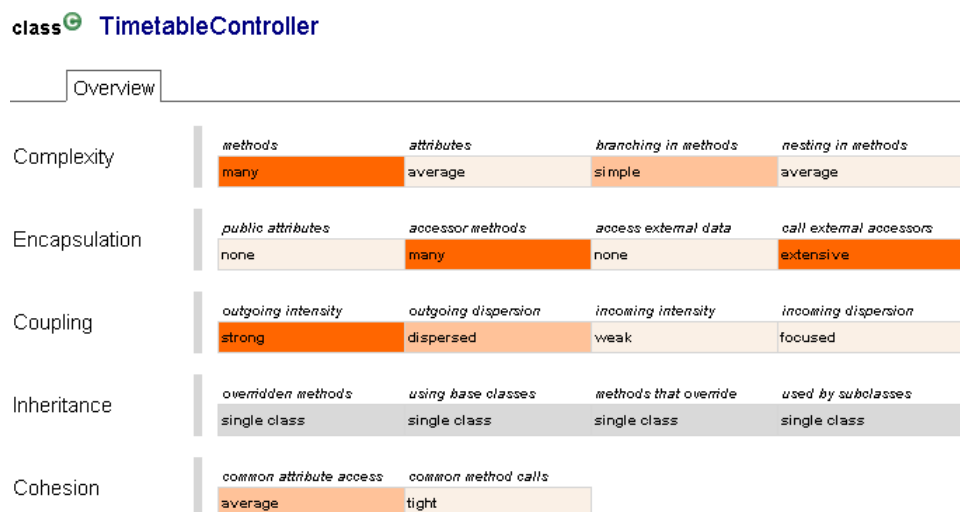 class C TimetableController
Overview
Complexity
methods attributes branching in methods nesting in methods
many average simple average
Encapsulation
public attributes accessor methods access external data call external accessors
none many none extensive
Coupling
outgoing intensity outgoing dispersion incoming intensity incoming dispersion
strong dispersed weak focused
Inheritance
overridden methods using base classes methods that override used by subclasses
single class single class single class single class
Cohesion
common attribute access common method calls
average tight